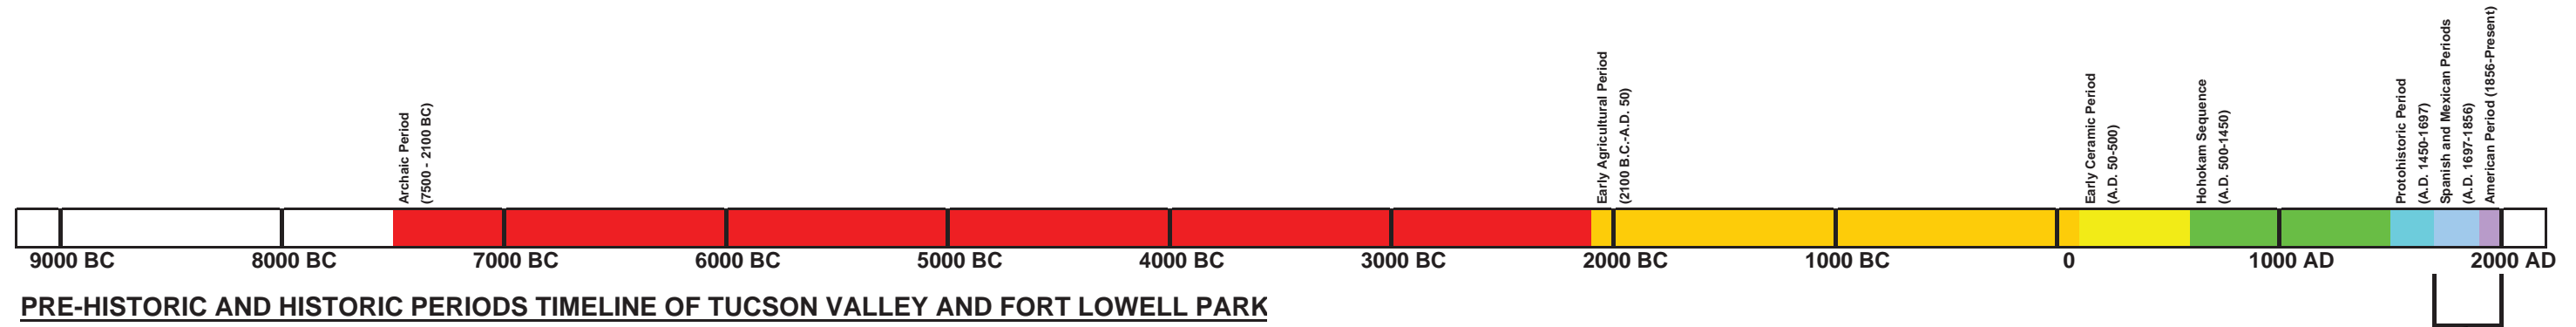 Archaic Period
(7500 - 2100 BC)
Early Agricultural Period
(2100 B.C.-A.D. 50)
Early Ceramic Period
(A.D. 50-500)
Hohokam Sequence
(A.D. 500-1450)
Protohistoric Period
(A.D. 1450-1697)
Spanish and Mexican Periods
(A.D. 1697-1856)
American Period (1856-Present)
9000 BC
8000 BC
7000 BC
6000 BC
5000 BC
4000 BC
3000 BC
2000 BC
1000 BC
0
1000 AD
2000 AD
PRE-HISTORIC AND HISTORIC PERIODS TIMELINE OF TUCSON VALLEY AND FORT LOWELL PARK